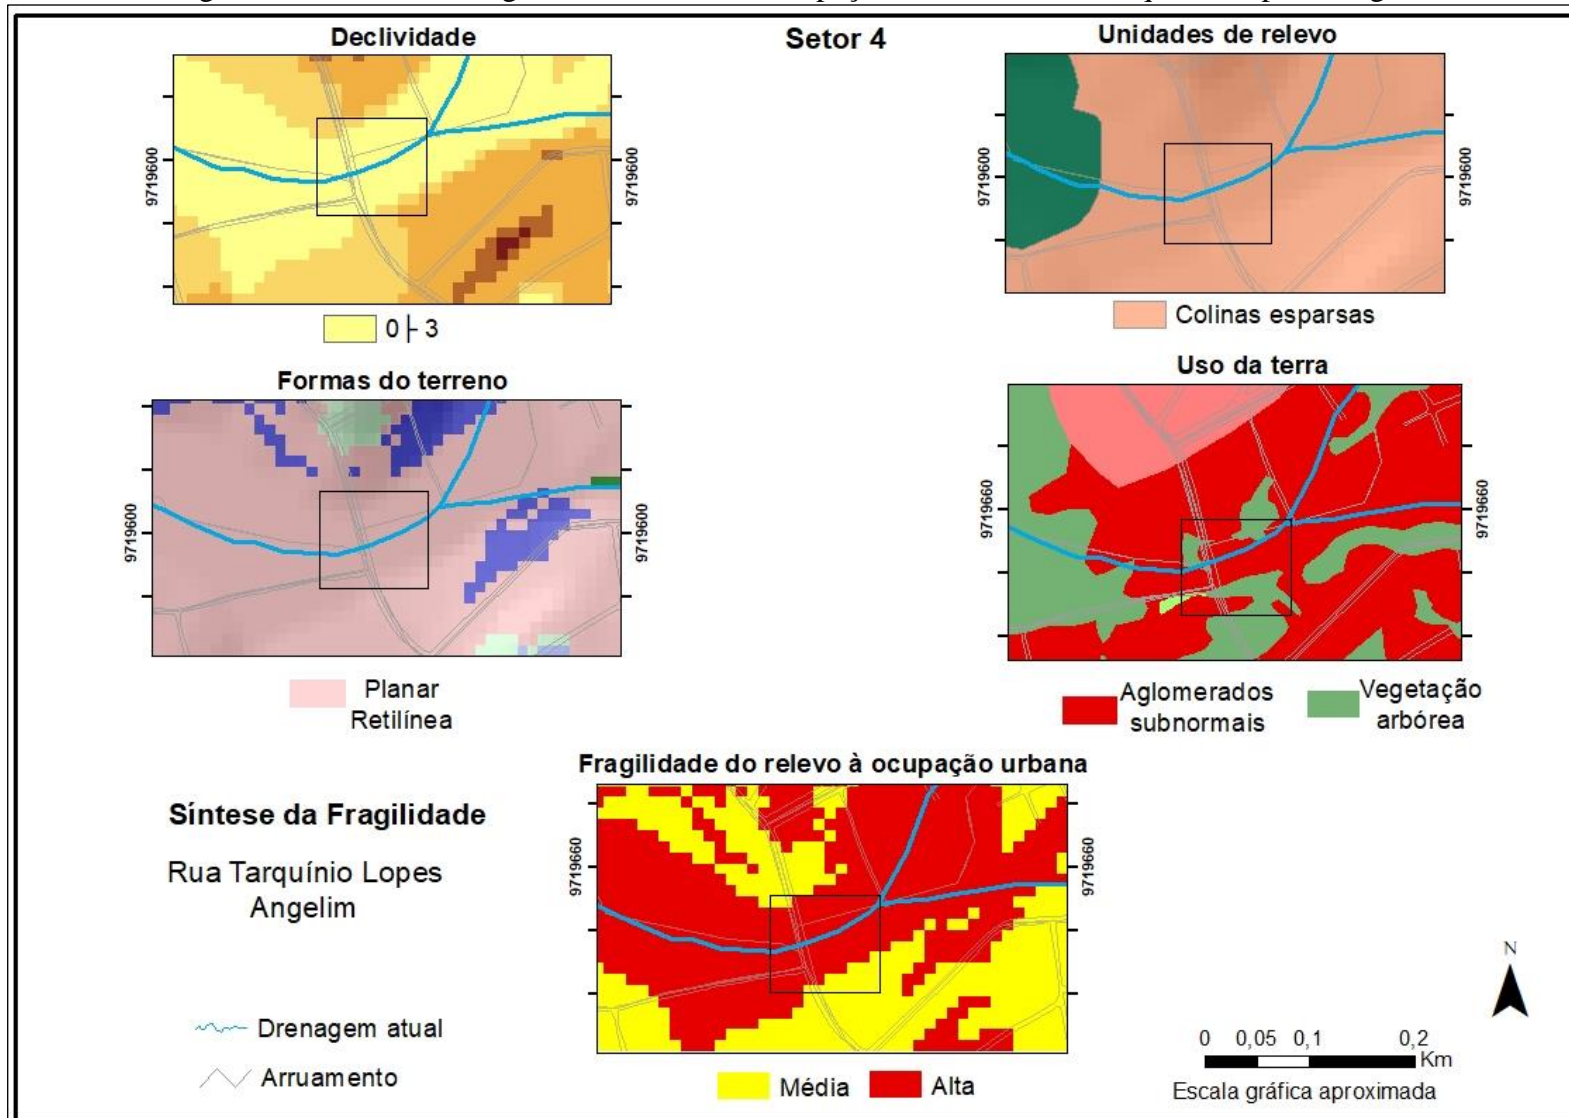 Declividade
Setor 4
Unidades de relevo
9719600
9719600
9719600
9719600
0├ 3
Colinas esparsas
Formas do terreno
Uso da terra
9719600
9719600
9719660
9719660
Planar
Retilínea
Aglomerados
subnormais
Vegetação
arbórea
Fragilidade do relevo à ocupação urbana
Síntese da Fragilidade
Rua Tarquínio Lopes
Angelim
9719660
9719660
N
Drenagem atual
Arruamento
0 0,05 0,1 0,2
Km
Média
Alta
Escala gráfica aproximada